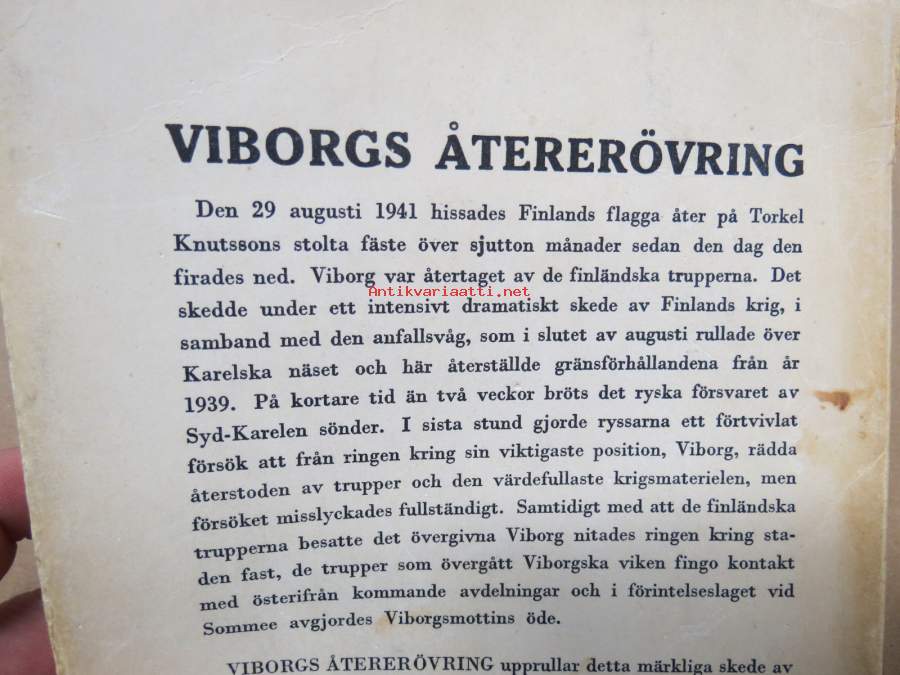 VIBORGS ÅTERERÖVRING
Den 29 augusti 1941 hissades Finlands flagga åter på Torkel
Knutssons stolta fäste över sjutton månader sedan den dag den
firades ned. Viborg var återtaget av de finländska trupperna. Det
Antikvariaatti.net
skedde under ett intensivt dramatiskt skede av Finlands krig, i
samband med den anfallsvåg, som i slutet av augusti rullade över
Karelska näset och här återställde gränsförhållandena från år
1939. På kortare tid än två veckor bröts det ryska försvaret av
Syd-Karelen sönder. I sista stund gjorde ryssarna ett förtvivlat
försök att från ringen kring sin viktigaste position, Viborg, rädda
återstoden av trupper och den värdefullaste krigsmaterielen, men
försöket misslyckades fullständigt. Samtidigt med att de finländska
trupperna besatte det övergivna Viborg nitades ringen kring sta-
den fast, de trupper som övergått Viborgska viken fingo kontakt
med österifrån kommande avdelningar och i förintelseslaget vid
Sommee avgjordes Viborgsmottins öde.
VIBORGS ÅTERERÖVRING upprullar detta märkliga skede av